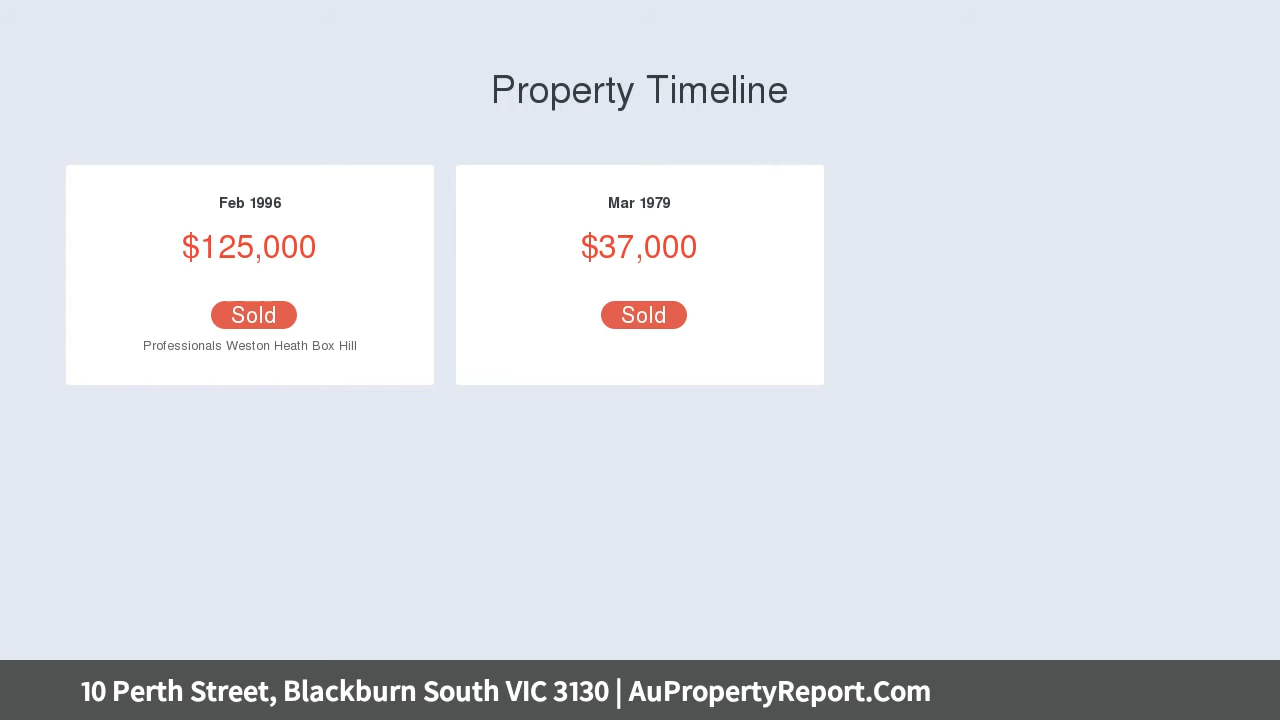 Property Timeline
Feb 1996
$125,000
Sold
Professionals Weston Heath Box Hill
Mar 1979
$37,000
Sold
10 Perth Street, Blackburn South VIC 3130 | AuPropertyReport.Com